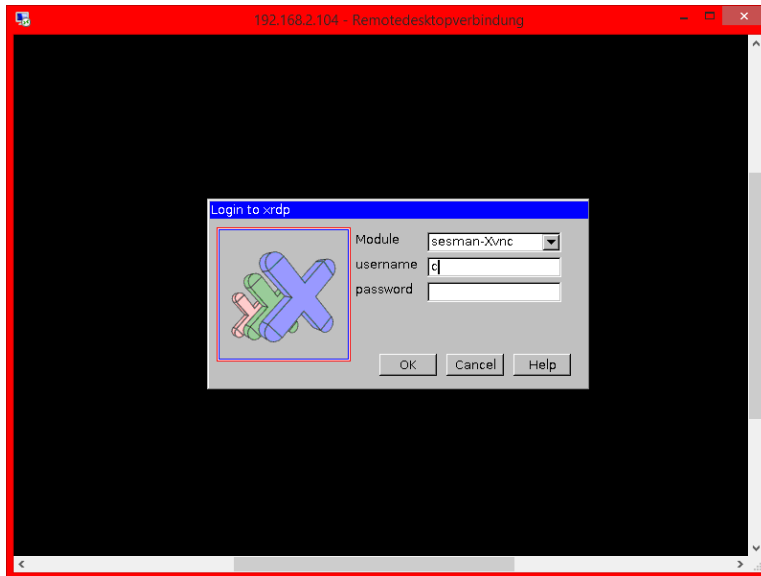 192.168.2.104 - Remotedesktopverbindung
Login to xrdp
Module sesman-Xvnc
username c
password
OK Cancel Help